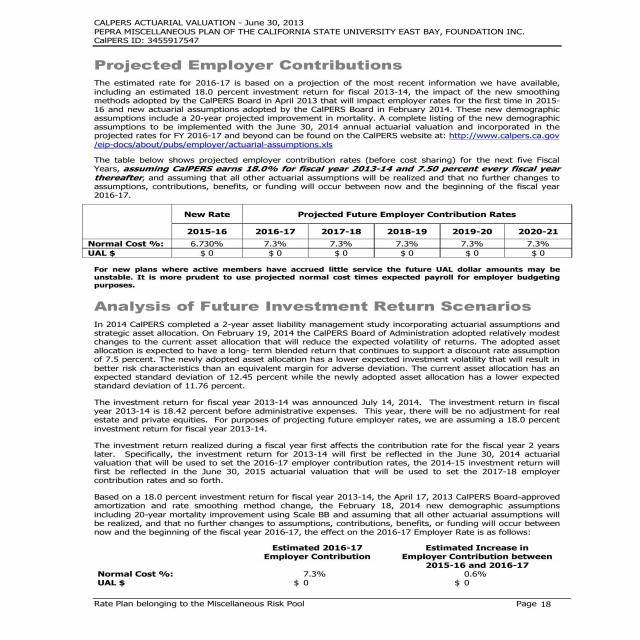 CALPERS ACTUARIAL VALUATION - June 30, 2013
PEPRA MISCELLANEOUS PLAN OF THE CALIFORNIA STATE UNIVERSITY EAST BAY, FOUNDATION INC.
CalPERS ID: 3455917547
Projected Employer Contributions
The estimated rate for 2016-17 is based on a projection of the most recent information we have available,
including an estimated 18.0 percent investment return for fiscal 2013-14, the impact of the new smoothing
methods adopted by the CalPERS Board in April 2013 that will impact employer rates for the first time in 2015-
16 and new actuarial assumptions adopted by the CalPERS Board in February 2014. These new demographic
assumptions include a 20-year projected improvement in mortality. A complete listing of the new demographic
assumptions to be implemented with the June 30, 2014 annual actuarial valuation and incorporated in the
projected rates for FY 2016-17 and beyond can be found on the CalPERS website at: http://www.calpers.ca.gov
/eip-docs/about/pubs/employer/actuarial-assumptions.xls
The table below shows projected employer contribution rates (before cost sharing) for the next five Fiscal
Years, assuming CalPERS earns 18.0% for fiscal year 2013-14 and 7.50 percent every fiscal year
thereafter, and assuming that all other actuarial assumptions will be realized and that no further changes to
assumptions, contributions, benefits, or funding will occur between now and the beginning of the fiscal year
2016-17.
New Rate Projected Future Employer Contribution Rates
2015-16 2016-17 2017-18 2018-19 2019-20 2020-21
Normal Cost %: 6.730% 7.3% 7.3% 7.3% 7.3% 7.3%
UAL $ $ 0 $ 0 $ 0 $ 0 $ 0 $ 0
For new plans where active members have accrued little service the future UAL dollar amounts may be
unstable. It is more prudent to use projected normal cost times expected payroll for employer budgeting
purposes.
Analysis of Future Investment Return Scenarios
In 2014 CalPERS completed a 2-year asset liability management study incorporating actuarial assumptions and
strategic asset allocation. On February 19, 2014 the CalPERS Board of Administration adopted relatively modest
changes to the current asset allocation that will reduce the expected volatility of returns. The adopted asset
allocation is expected to have a long- term blended return that continues to support a discount rate assumption
of 7.5 percent. The newly adopted asset allocation has a lower expected investment volatility that will result in
better risk characteristics than an equivalent margin for adverse deviation. The current asset allocation has an
expected standard deviation of 12.45 percent while the newly adopted asset allocation has a lower expected
standard deviation of 11.76 percent.
The investment return for fiscal year 2013-14 was announced July 14, 2014. The investment return in fiscal
year 2013-14 is 18.42 percent before administrative expenses. This year, there will be no adjustment for real
estate and private equities. For purposes of projecting future employer rates, we are assuming a 18.0 percent
investment return for fiscal year 2013-14.
The investment return realized during a fiscal year first affects the contribution rate for the fiscal year 2 years
later. Specifically, the investment return for 2013-14 will first be reflected in the June 30, 2014 actuarial
valuation that will be used to set the 2016-17 employer contribution rates, the 2014-15 investment return will
first be reflected in the June 30, 2015 actuarial valuation that will be used to set the 2017-18 employer
contribution rates and so forth.
Based on a 18.0 percent investment return for fiscal year 2013-14, the April 17, 2013 CalPERS Board-approved
amortization and rate smoothing method change, the February 18, 2014 new demographic assumptions
including 20-year mortality improvement using Scale BB and assuming that all other actuarial assumptions will
be realized, and that no further changes to assumptions, contributions, benefits, or funding will occur between
now and the beginning of the fiscal year 2016-17, the effect on the 2016-17 Employer Rate is as follows:
Estimated 2016-17 Estimated Increase in
Employer Contribution Employer Contribution between
2015-16 and 2016-17
Normal Cost %: 7.3% 0.6%
UAL $ $ 0 $ 0
Rate Plan belonging to the Miscellaneous Risk Pool Page 18